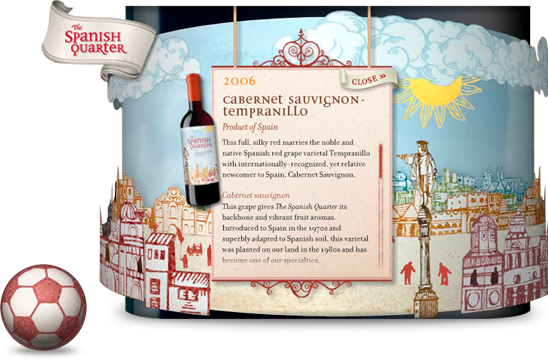 The
Spanish
Quarter
2006
CLOSE »
cabernet sauvignon-
tempranillo
Product of Spain
This full, silky red marries the noble and
native Spanish red grape varietal Tempranillo
with internationally-recognized, yet relative
newcomer to Spain, Cabernet Sauvignon.
Cabernet sauvignon
This grape gives The Spanish Quarter its
backbone and vibrant fruit aromas.
Introduced to Spain in the 1970s and
superbly adapted to Spanish soil, this varietal
was planted on our land in the 1980s and has
become one of our specialties.
Spanish
Quarter